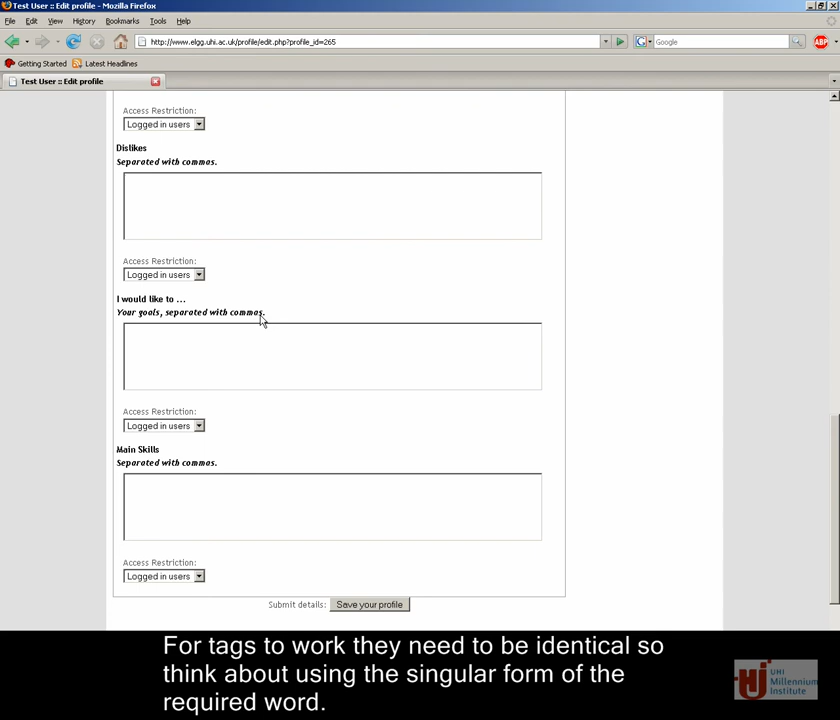 Test User :: Edit profile - Mozilla Firefox
File Edit View History Bookmarks Tools Help
http://www.elgg.uhi.ac.uk/profile/edit.php?profile_id=265
G Google
ABP
Getting Started Latest Headlines
Test User :: Edit profile
Access Restriction:
Logged in users
Dislikes
Separated with commas.
Access Restriction:
Logged in users
I would like to ...
Your goals, separated with commas.
Access Restriction:
Logged in users
Main Skills
Separated with commas.
Access Restriction:
Logged in users
Submit details: Save your profile
For tags to work they need to be identical so
think about using the singular form of the
required word.
UHI
Millennium
Institute